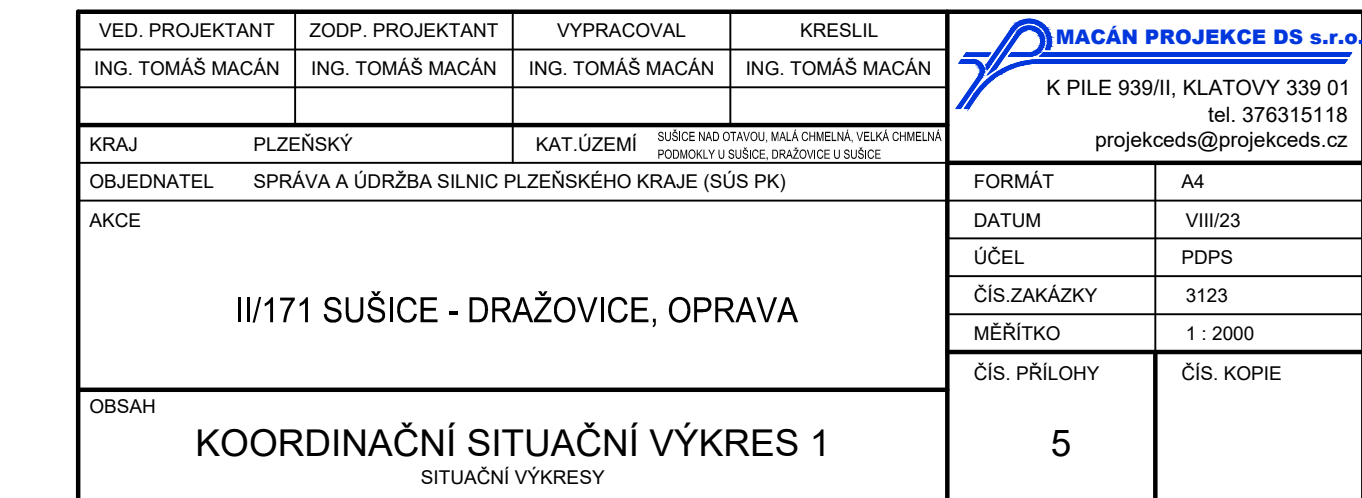 VED. PROJEKTANT ZODP. PROJEKTANT VYPRACOVAL KRESLIL
ING. TOMÁŠ MACÁN ING. TOMÁŠ MACÁN ING. TOMÁŠ MACÁN ING. TOMÁŠ MACÁN
MACÁN PROJEKCE DS s.r.o.
K PILE 939/II, KLATOVY 339 01
tel. 376315118
projekceds@projekceds.cz
KRAJ PLZEŇSKÝ
KAT.ÚZEMÍ SUŠICE NAD OTAVOU, MALÁ CHMELNÁ, VELKÁ CHMELNÁ
PODMOKLY U SUŠICE, DRAŽOVICE U SUŠICE
OBJEDNATEL SPRÁVA A ÚDRŽBA SILNIC PLZEŇSKÉHO KRAJE (SÚS PK)
AKCE
II/171 SUŠICE - DRAŽOVICE, OPRAVA
FORMÁT A4
DATUM VIII/23
ÚČEL PDPS
ČÍS.ZAKÁZKY 3123
MĚŘÍTKO 1 : 2000
OBSAH
KOORDINAČNÍ SITUAČNÍ VÝKRES 1
SITUAČNÍ VÝKRESY
ČÍS. PŘÍLOHY ČÍS. KOPIE
5